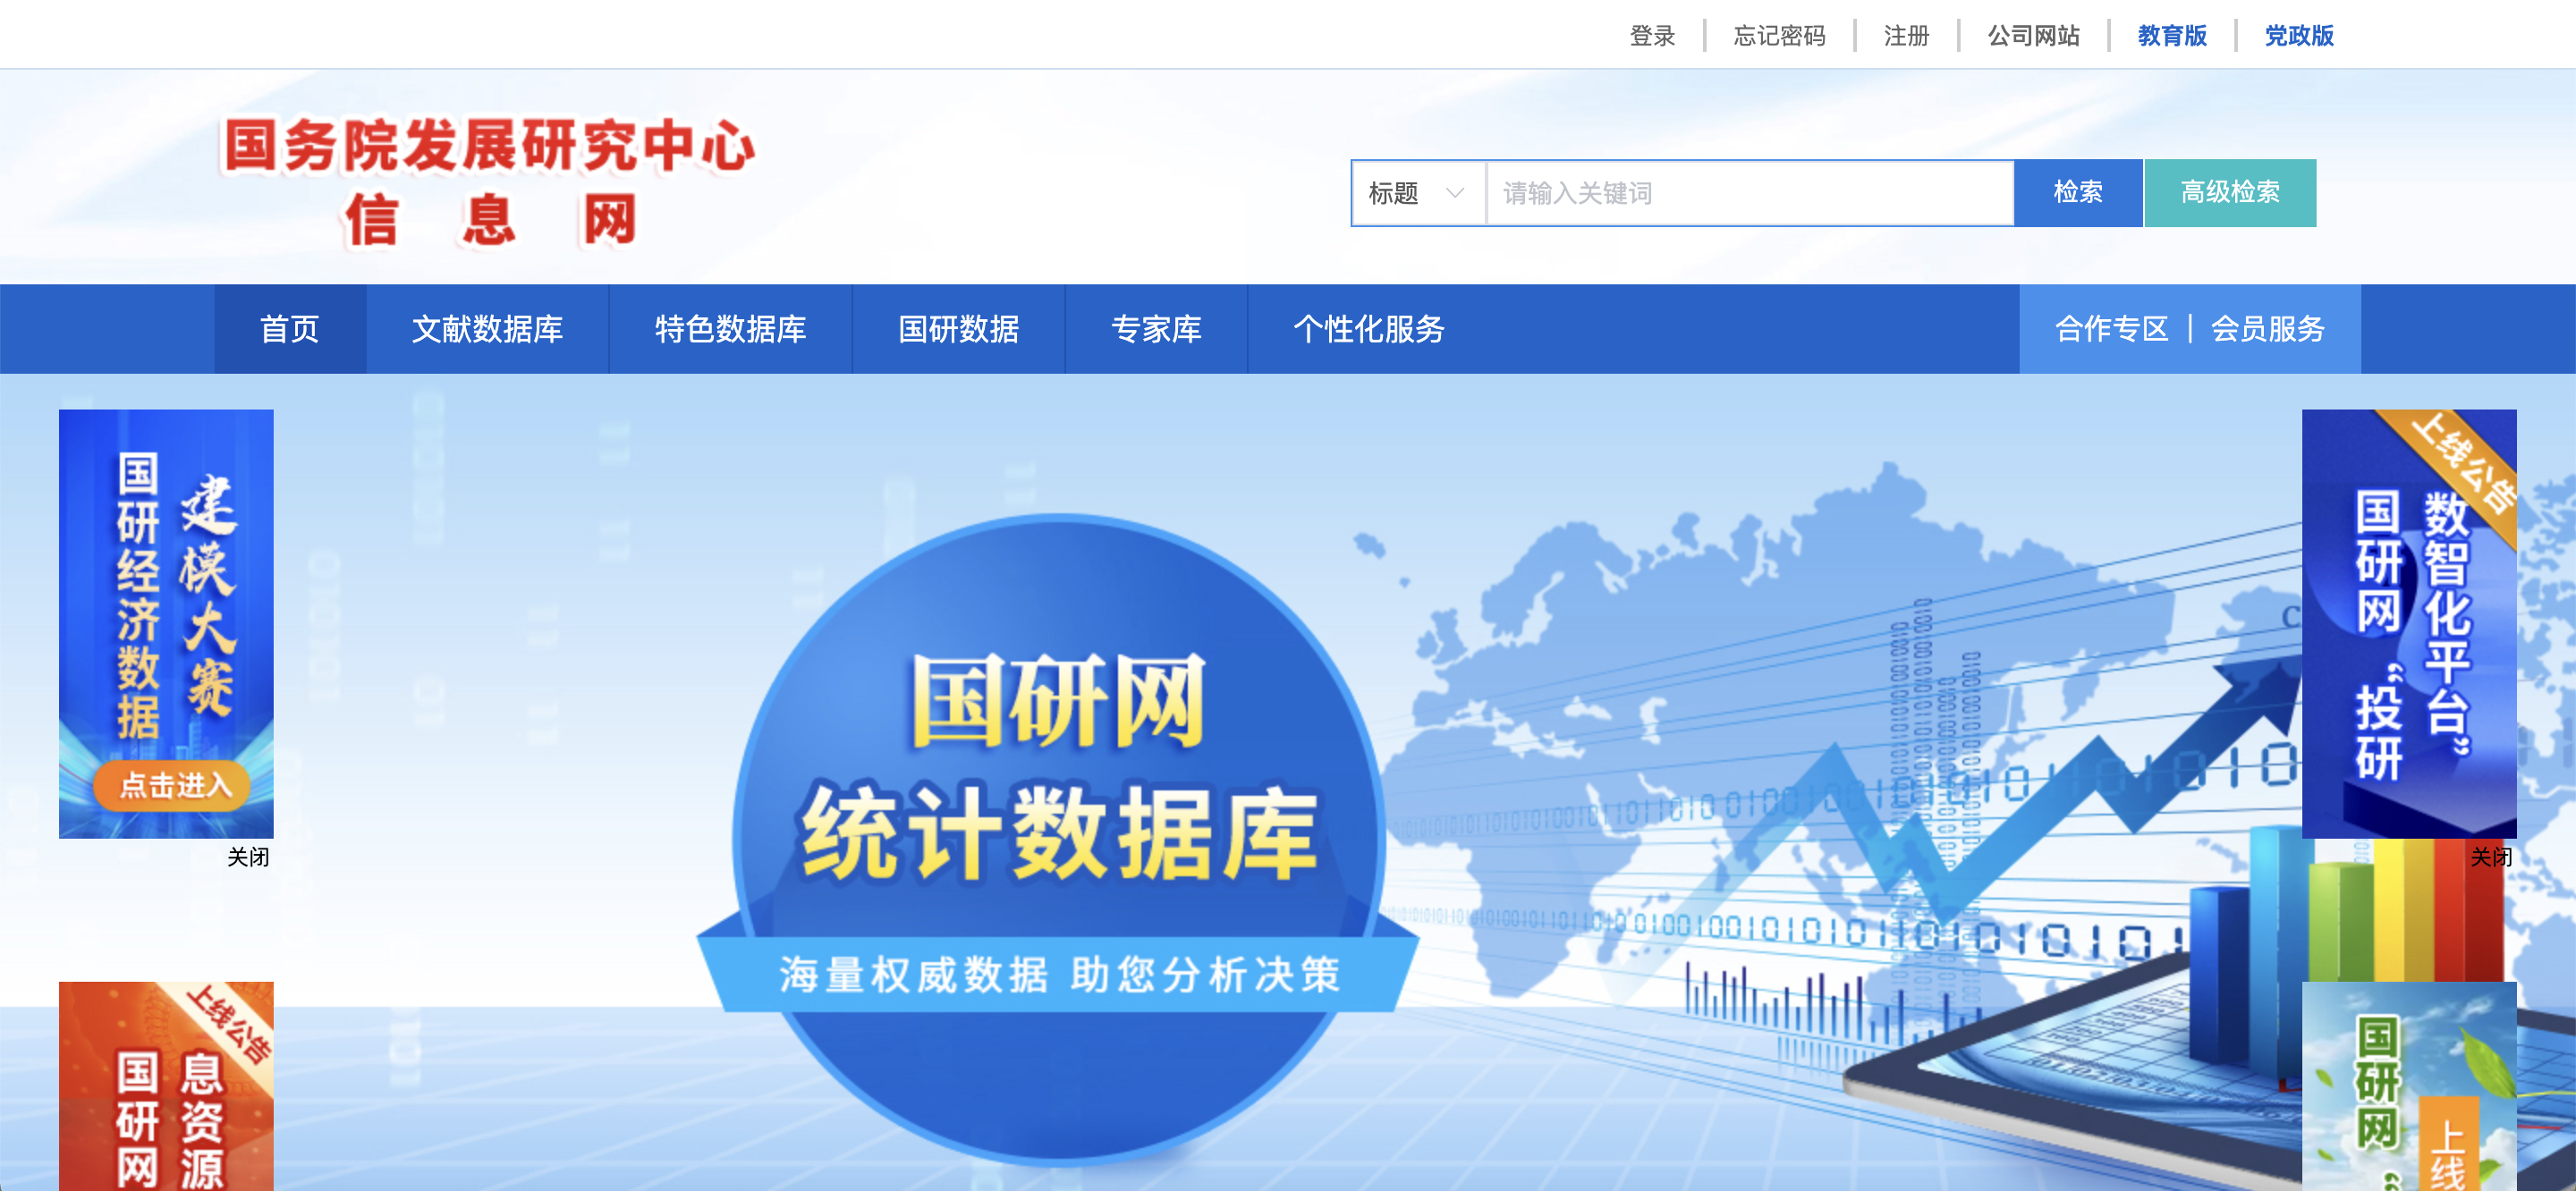 登录
忘记密码
注册
公司网站
教育版
党政版
国务院发展研究中心
信息网
标题
请输入关键词
检索
高级检索
首页
文献数据库
特色数据库
国研数据
专家库
个性化服务
合作专区 | 会员服务
国研经济数据
建模大赛
点击进入
关闭
国研网
统计数据库
海量权威数据 助您分析决策
上线公告
国研网“投研
数智化平台”
关闭
上线公告
国研网
息资源
国研网“
上线